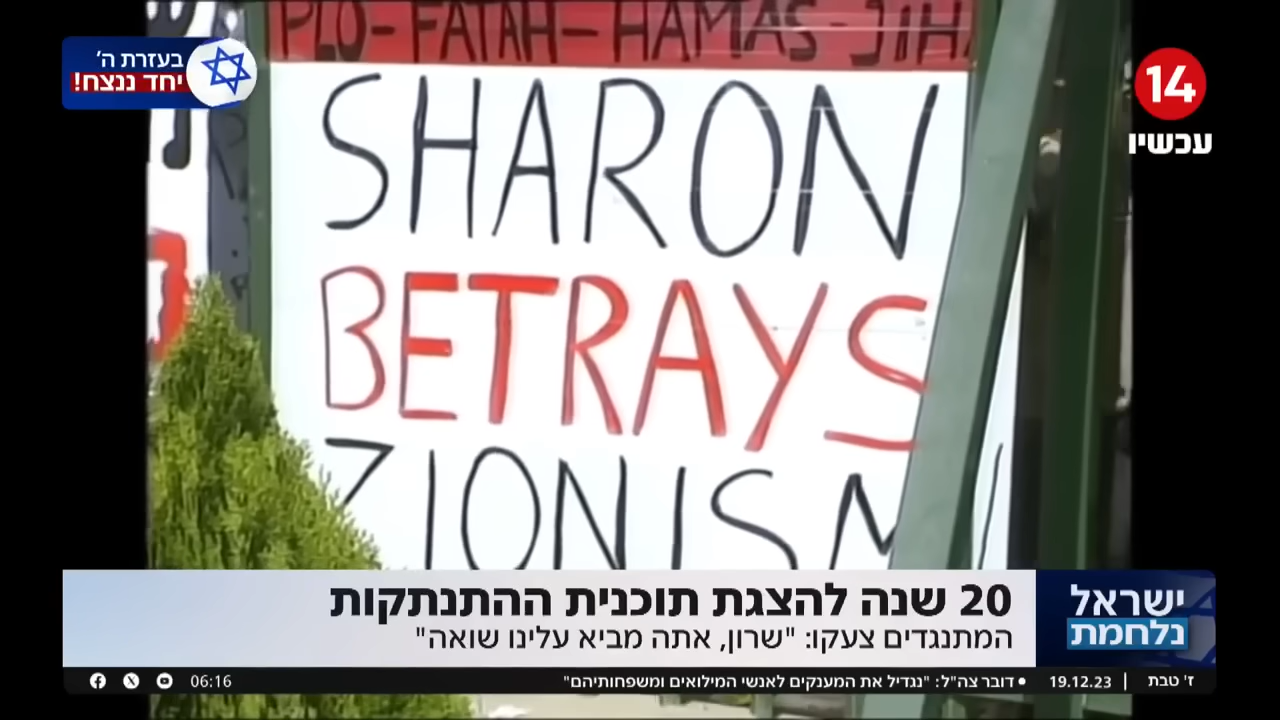 PLO-FATAH-HAMAS-JIHA
SHARON
BETRAYS
ZIONISM
בעזרת ה'
יחד ננצח!
14
עכשיו
20 שנה להצגת תוכנית ההתנתקות
המתנגדים צעקו: "שרון, אתה מביא עלינו שואה"
ישראל
נלחמת
ז' טבת | 19.12.23 • דובר צה"ל: "נגדיל את המענקים לאנשי המילואים ומשפחותיהם" 06:16